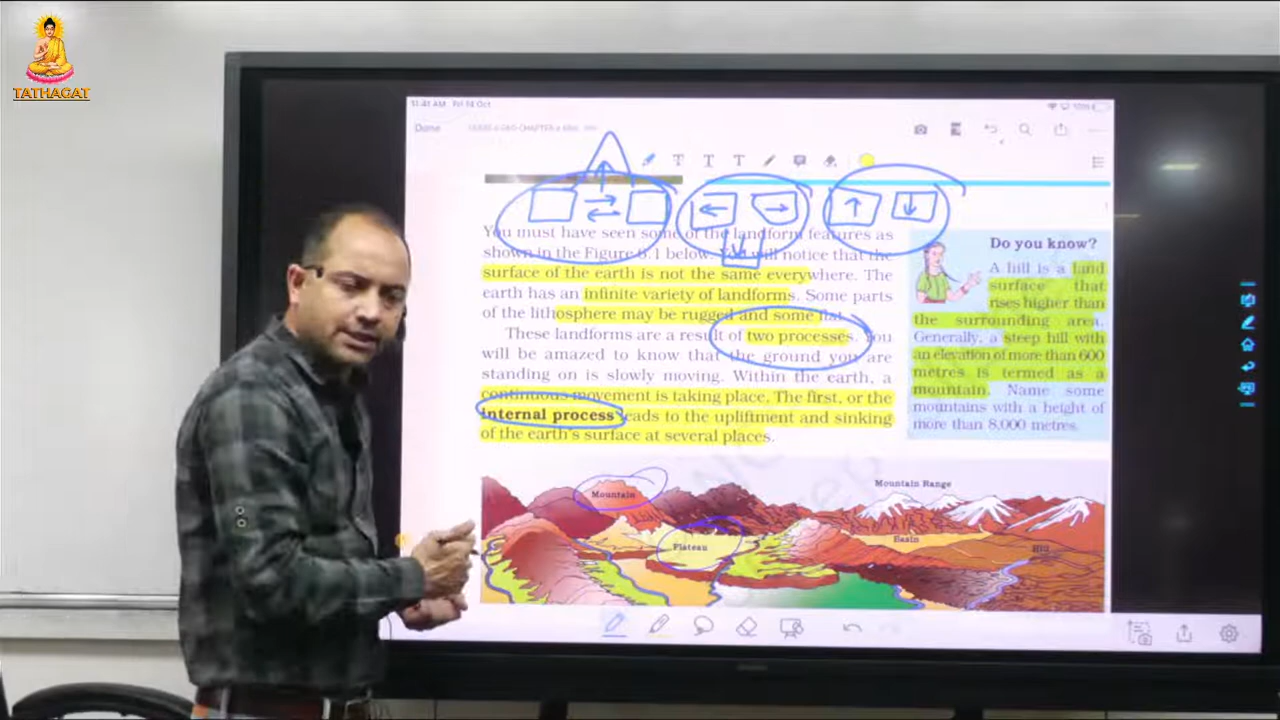 TATHAGAT
11:41 AM Fri 14 Oct
Done
You must have seen some of the landform features as
shown in the Figure 6.1 below. You will notice that the
surface of the earth is not the same everywhere. The
earth has an infinite variety of landforms. Some parts
of the lithosphere may be rugged and some flat.
These landforms are a result of two processes. You
will be amazed to know that the ground you are
standing on is slowly moving. Within the earth, a
continuous movement is taking place. The first, or the
internal process leads to the upliftment and sinking
of the earth's surface at several places.
Do you know?
A hill is a land
surface that
rises higher than
the surrounding area.
Generally, a steep hill with
an elevation of more than 600
metres is termed as a
mountain. Name some
mountains with a height of
more than 8,000 metres.
Mountain
Mountain Range
Plateau
Basin
Hill